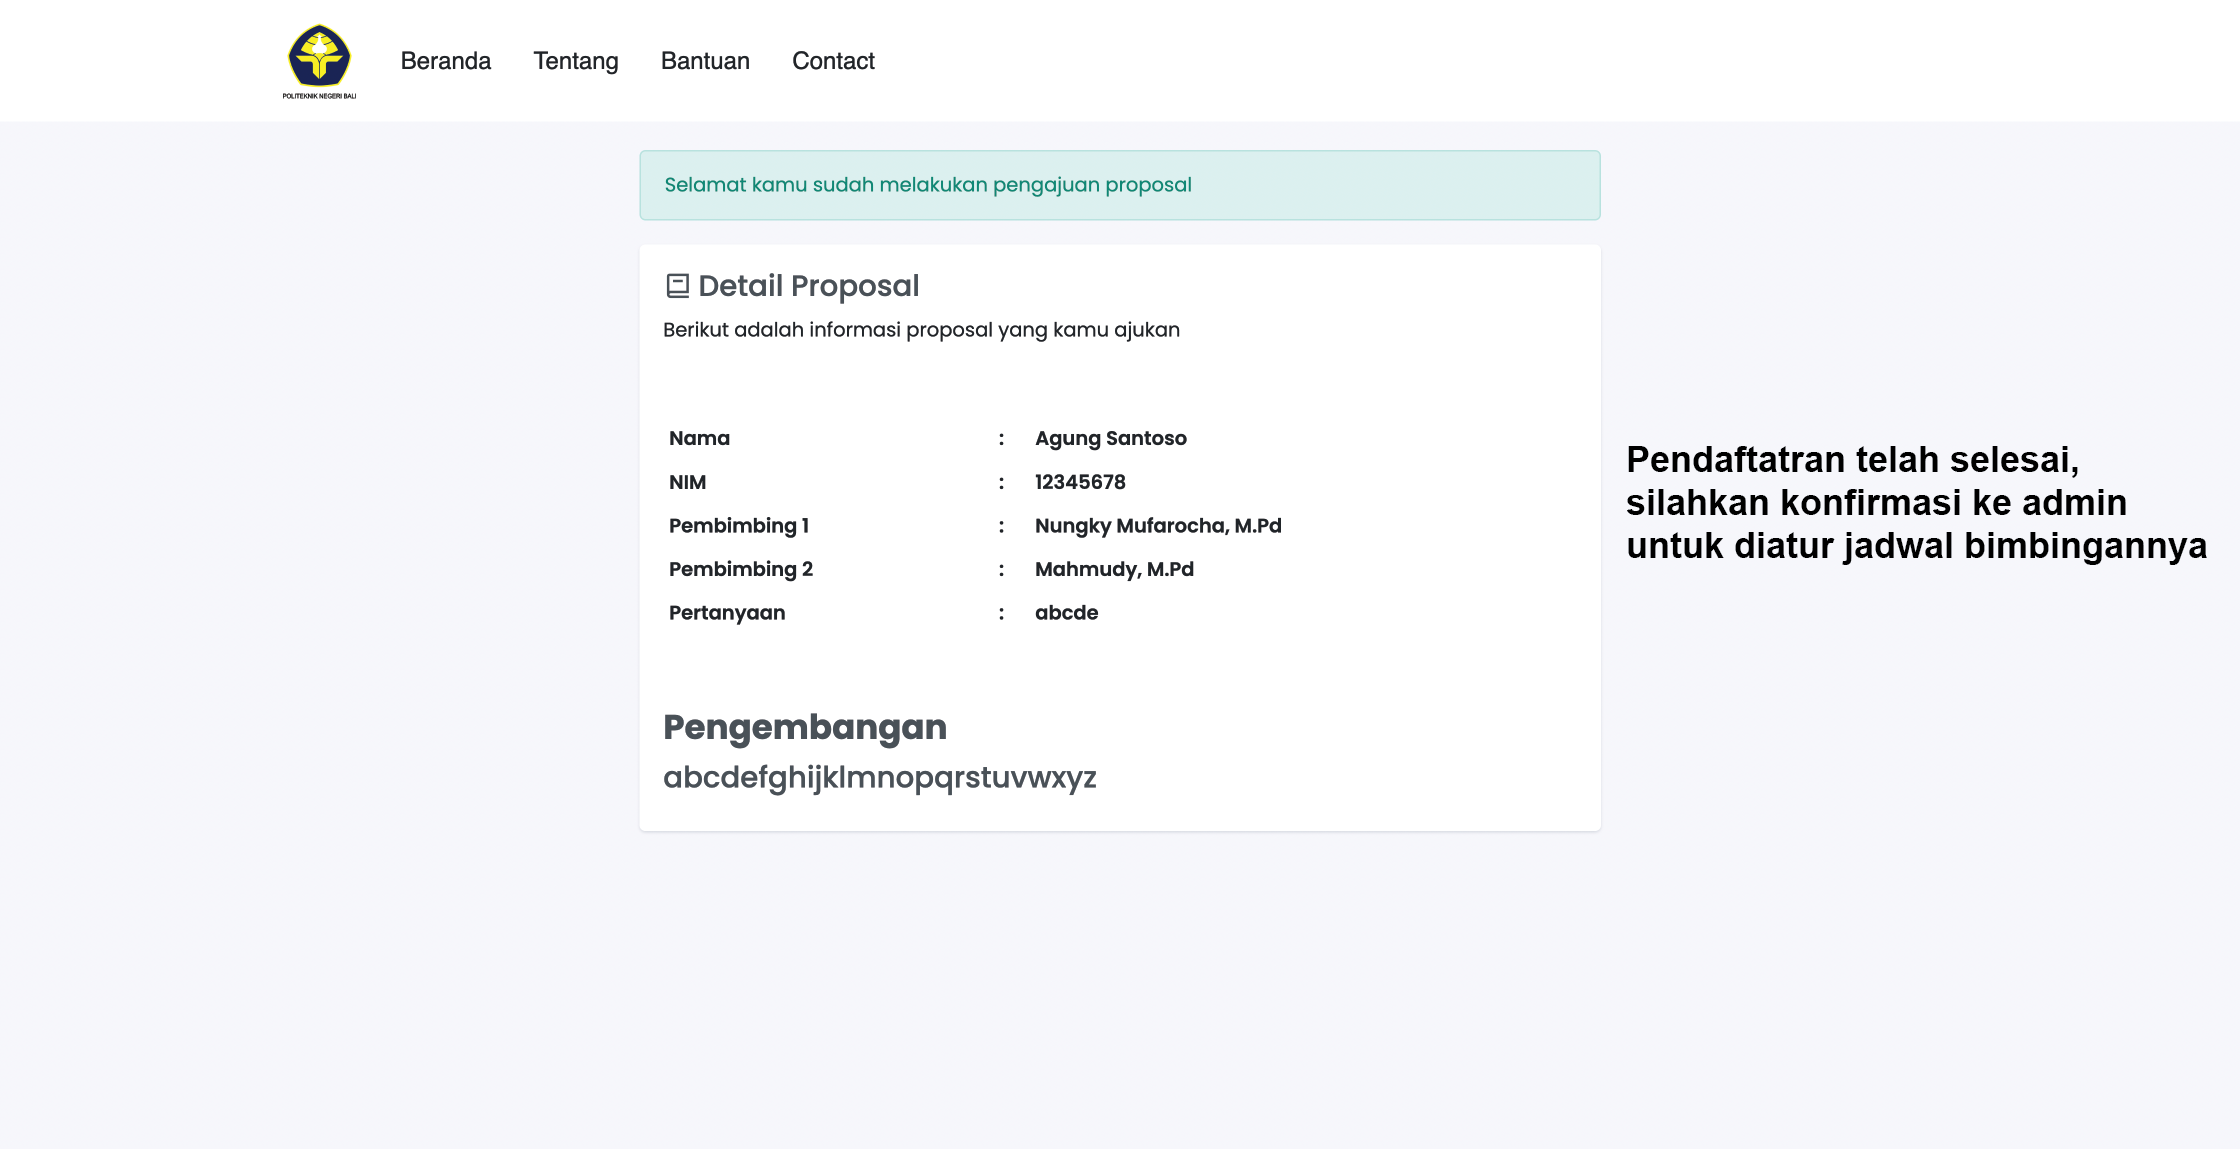 POLITEKNIK NEGERI BALI
Beranda Tentang Bantuan Contact
Selamat kamu sudah melakukan pengajuan proposal
Detail Proposal
Berikut adalah informasi proposal yang kamu ajukan
Nama : Agung Santoso
NIM : 12345678
Pembimbing 1 : Nungky Mufarocha, M.Pd
Pembimbing 2 : Mahmudy, M.Pd
Pertanyaan : abcde
Pengembangan
abcdefghijklmnopqrstuvwxyz
Pendaftatran telah selesai,
silahkan konfirmasi ke admin
untuk diatur jadwal bimbingannya